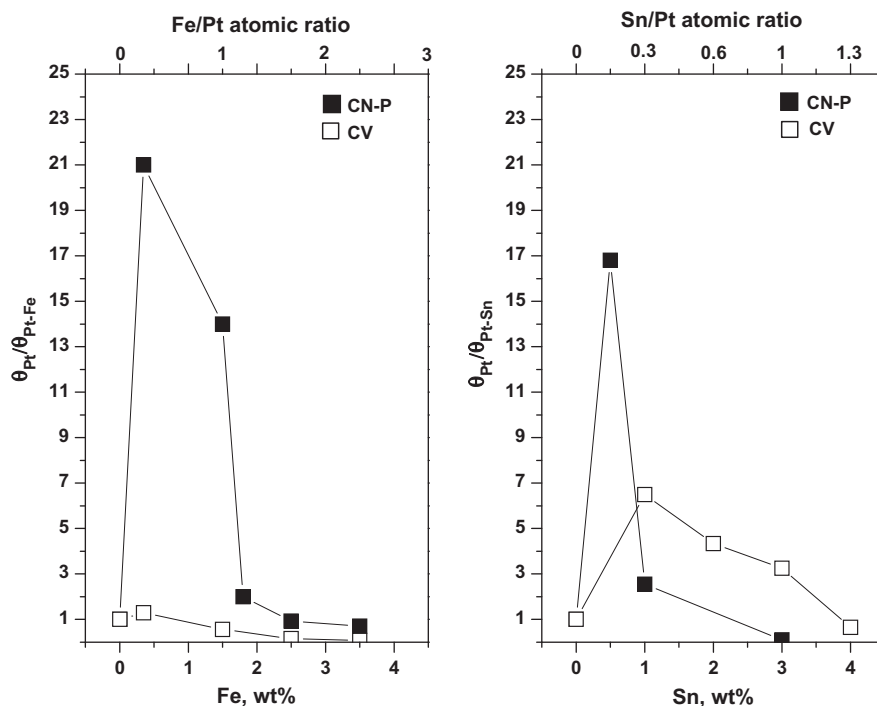 Fe/Pt atomic ratio
0 1 2 3
25
23
21
19
17
15
13
11
9
7
5
3
1
θPt/θPt-Fe
CN-P
CV
0 1 2 3 4
Fe, wt%
Sn/Pt atomic ratio
0 0.3 0.6 1 1.3
25
23
21
19
17
15
13
11
9
7
5
3
1
θPt/θPt-Sn
CN-P
CV
0 1 2 3 4
Sn, wt%